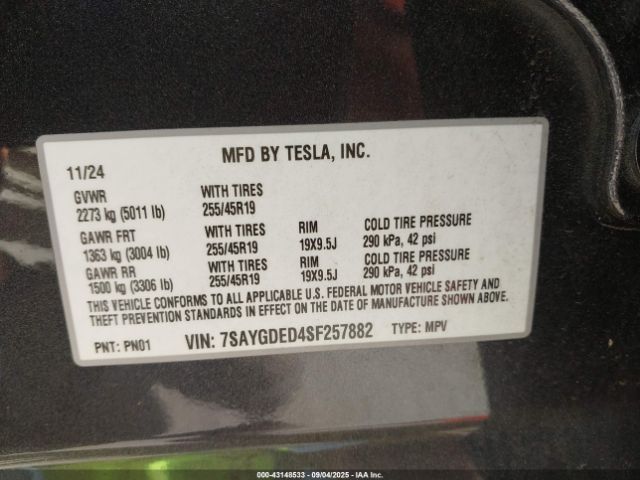 MFD BY TESLA, INC.
11/24
GVWR WITH TIRES
2273 kg (5011 lb) 255/45R19
GAWR FRT WITH TIRES RIM COLD TIRE PRESSURE
1363 kg (3004 lb) 255/45R19 19X9.5J 290 kPa, 42 psi
GAWR RR WITH TIRES RIM COLD TIRE PRESSURE
1500 kg (3306 lb) 255/45R19 19X9.5J 290 kPa, 42 psi
THIS VEHICLE CONFORMS TO ALL APPLICABLE U.S. FEDERAL MOTOR VEHICLE SAFETY AND
THEFT PREVENTION STANDARDS IN EFFECT ON THE DATE OF MANUFACTURE SHOWN ABOVE.
PNT: PN01 VIN: 7SAYGDED4SF257882 TYPE: MPV
000-43148533 - 09/04/2025 - IAA Inc.